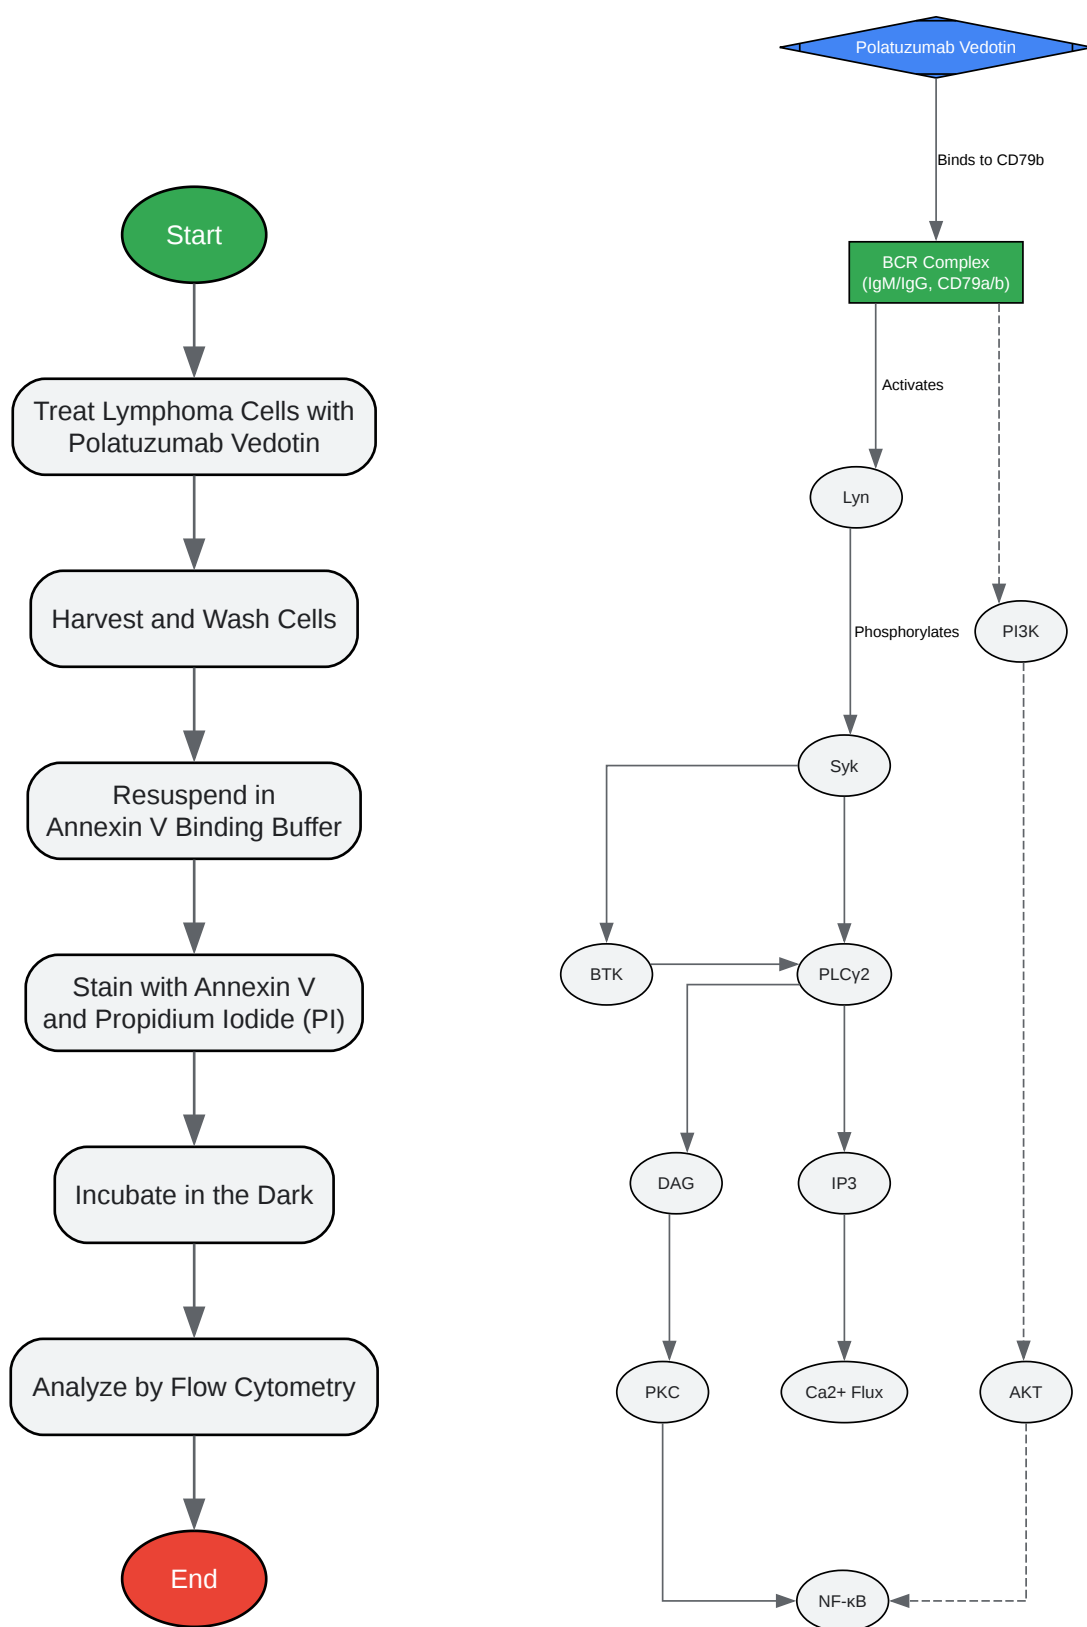 Start
Treat Lymphoma Cells with
Polatuzumab Vedotin
Harvest and Wash Cells
Resuspend in
Annexin V Binding Buffer
Stain with Annexin V
and Propidium Iodide (PI)
Incubate in the Dark
Analyze by Flow Cytometry
End
Polatuzumab Vedotin
Binds to CD79b
BCR Complex
(IgM/IgG, CD79a/b)
Activates
Lyn
Phosphorylates
PI3K
Syk
BTK
PLCγ2
DAG
IP3
PKC
Ca2+ Flux
AKT
NF-κB